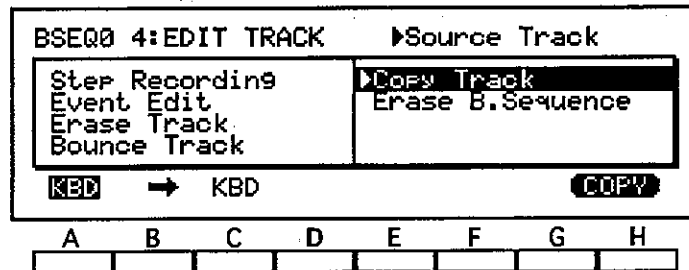 BSEQ0 4:EDIT TRACK ▶Source Track
Step Recording
Event Edit
Erase Track
Bounce Track
▶Copy Track
Erase B.Sequence
KBD → KBD COPY
A B C D E F G H